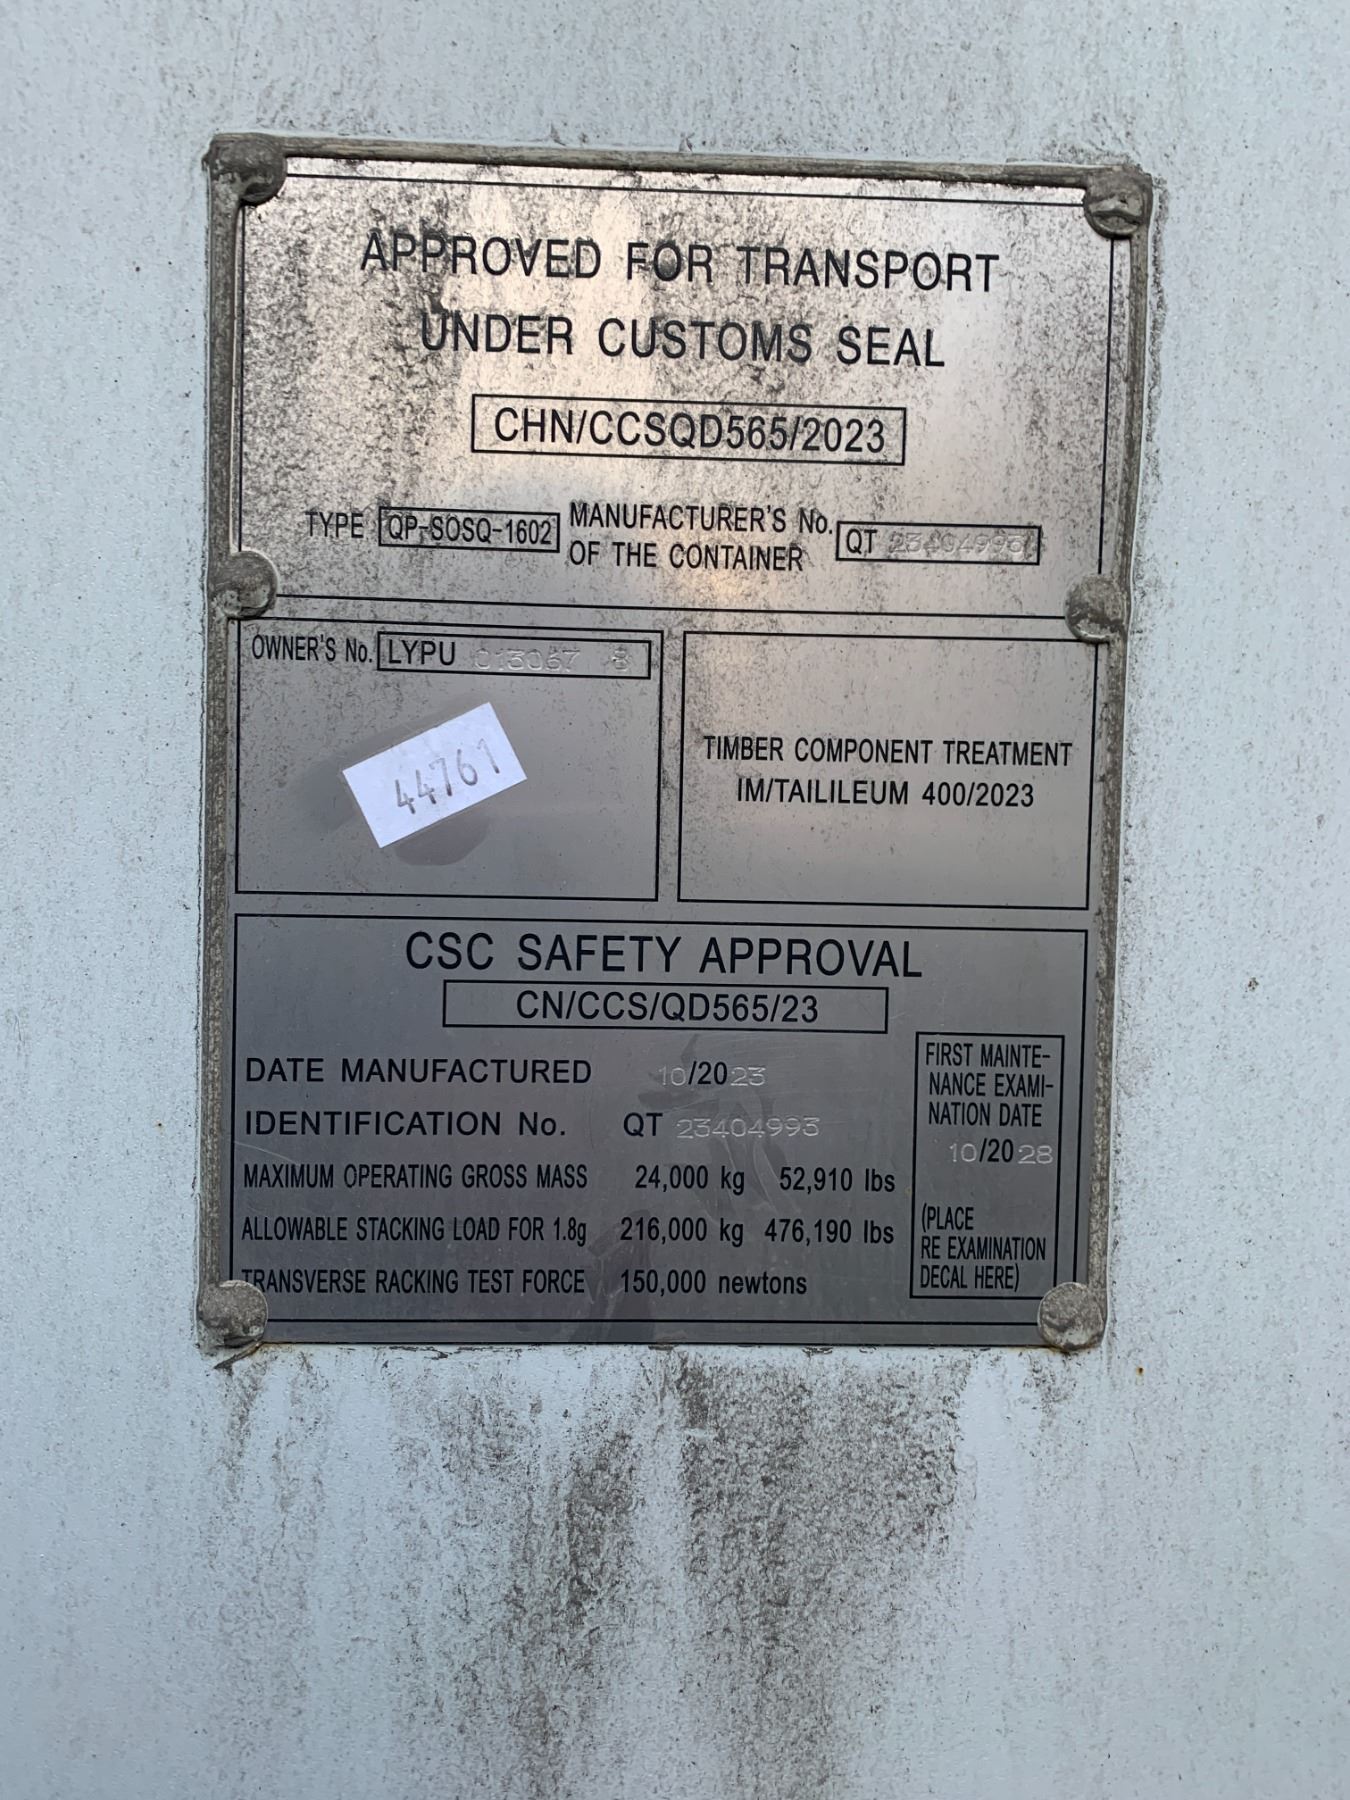 APPROVED FOR TRANSPORT
UNDER CUSTOMS SEAL
CHN/CCSQD565/2023
TYPE QP-SOSQ-1602 MANUFACTURER'S No. OF THE CONTAINER QT 23404993
OWNER'S No. LYPU 013067 8
44761
TIMBER COMPONENT TREATMENT
IM/TAILILEUM 400/2023
CSC SAFETY APPROVAL
CN/CCS/QD565/23
DATE MANUFACTURED 10/2023
IDENTIFICATION No. QT 23404993
MAXIMUM OPERATING GROSS MASS 24,000 kg 52,910 lbs
ALLOWABLE STACKING LOAD FOR 1.8g 216,000 kg 476,190 lbs
TRANSVERSE RACKING TEST FORCE 150,000 newtons
FIRST MAINTE-
NANCE EXAMI-
NATION DATE
10/2028
(PLACE
RE EXAMINATION
DECAL HERE)